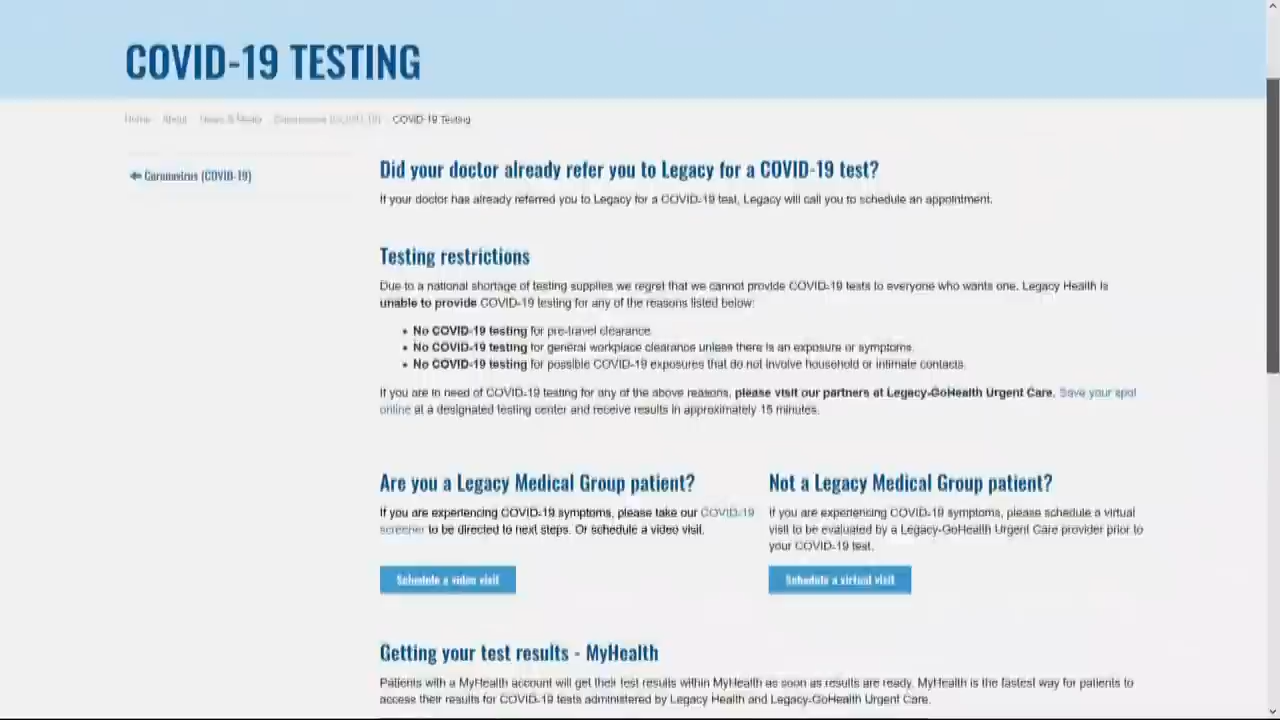 COVID-19 TESTING
Home About News & Media Coronavirus (COVID-19) COVID-19 Testing
Coronavirus (COVID-19)
Did your doctor already refer you to Legacy for a COVID-19 test?
If your doctor has already referred you to Legacy for a COVID-19 test, Legacy will call you to schedule an appointment.
Testing restrictions
Due to a national shortage of testing supplies we regret that we cannot provide COVID-19 tests to everyone who wants one. Legacy Health is
unable to provide COVID-19 testing for any of the reasons listed below:
• No COVID-19 testing for pre-travel clearance.
• No COVID-19 testing for general workplace clearance unless there is an exposure or symptoms.
• No COVID-19 testing for possible COVID-19 exposures that do not involve household or intimate contacts.
If you are in need of COVID-19 testing for any of the above reasons, please visit our partners at Legacy-GoHealth Urgent Care. Save your spot
online at a designated testing center and receive results in approximately 15 minutes.
Are you a Legacy Medical Group patient?
If you are experiencing COVID-19 symptoms, please take our COVID-19
screener to be directed to next steps. Or schedule a video visit.
Schedule a video visit
Not a Legacy Medical Group patient?
If you are experiencing COVID-19 symptoms, please schedule a virtual
visit to be evaluated by a Legacy-GoHealth Urgent Care provider prior to
your COVID-19 test.
Schedule a virtual visit
Getting your test results - MyHealth
Patients with a MyHealth account will get their test results within MyHealth as soon as results are ready. MyHealth is the fastest way for patients to
access their results for COVID-19 tests administered by Legacy Health and Legacy-GoHealth Urgent Care.